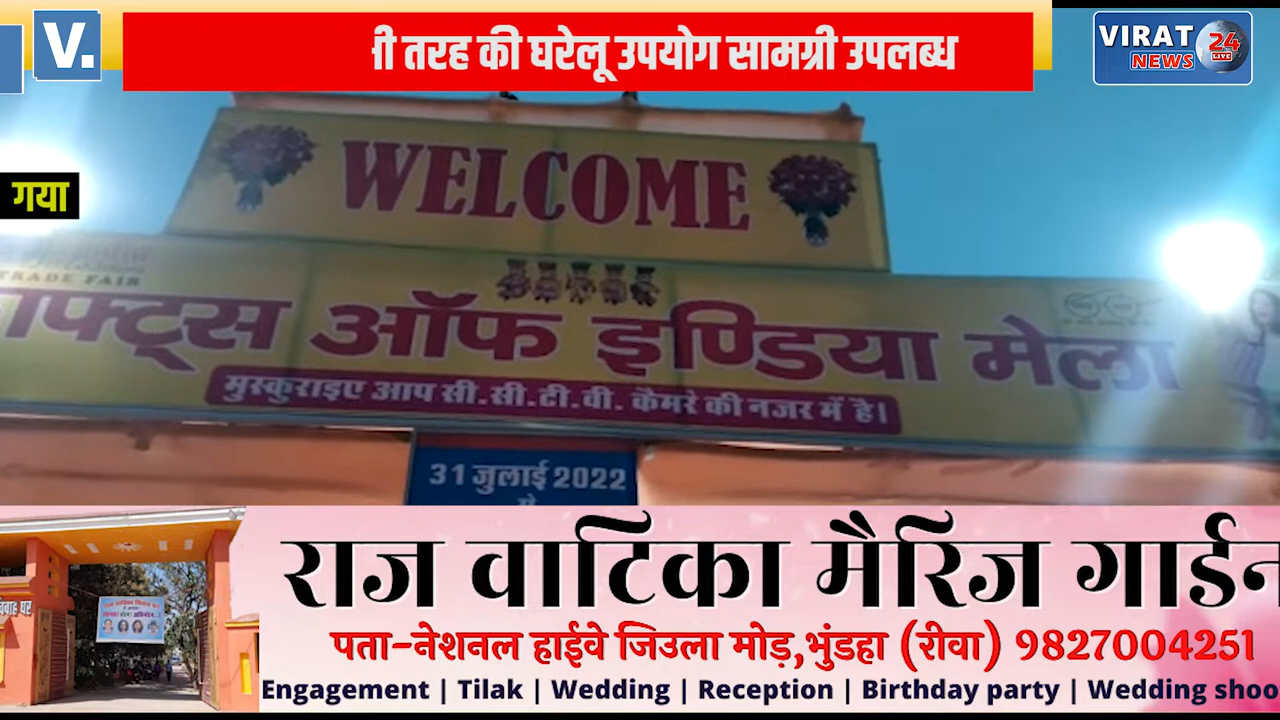 V.
ी तरह की घरेलू उपयोग सामग्री उपलब्ध
VIRAT
NEWS 24
LIVE
गया
WELCOME
TRADE FAIR
ाफ्ट्स ऑफ इण्डिया मेला
मुस्कुराइए आप सी.सी.टी.वी. कैमरे की नजर में है।
31 जुलाई 2022
से
राज वाटिका मैरिज गार्डन
पता-नेशनल हाईवे जिउला मोड़,भुंडहा (रीवा) 9827004251
Engagement | Tilak | Wedding | Reception | Birthday party | Wedding shoo